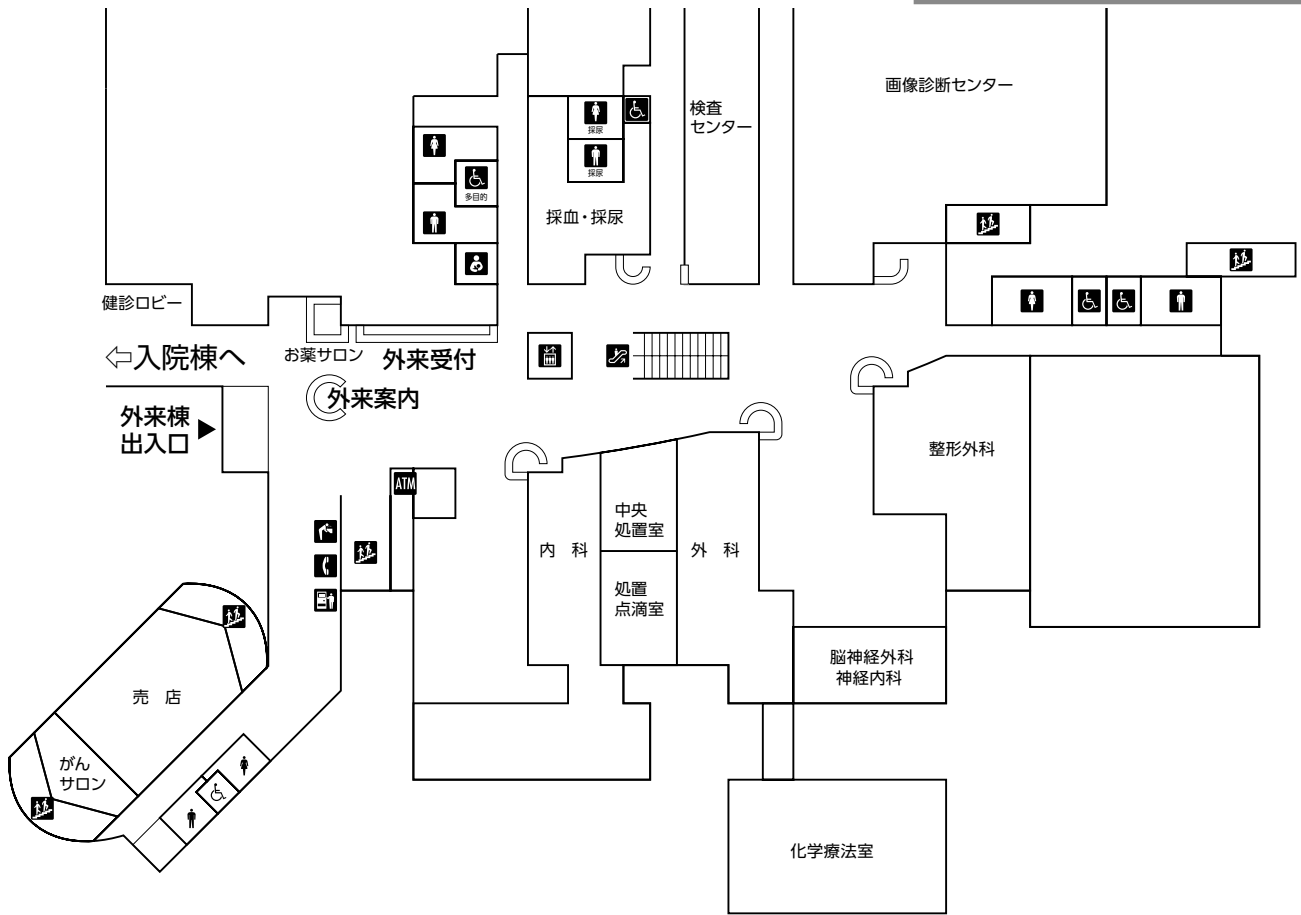 画像診断センター
検査
センター
採尿
採尿
多目的
採血・採尿
健診ロビー
⇦入院棟へ
お薬サロン
外来受付
外来案内
外来棟
出入口▶
整形外科
ATM
中央
処置室
内 科
外 科
処置
点滴室
脳神経外科
神経内科
売 店
がん
サロン
化学療法室